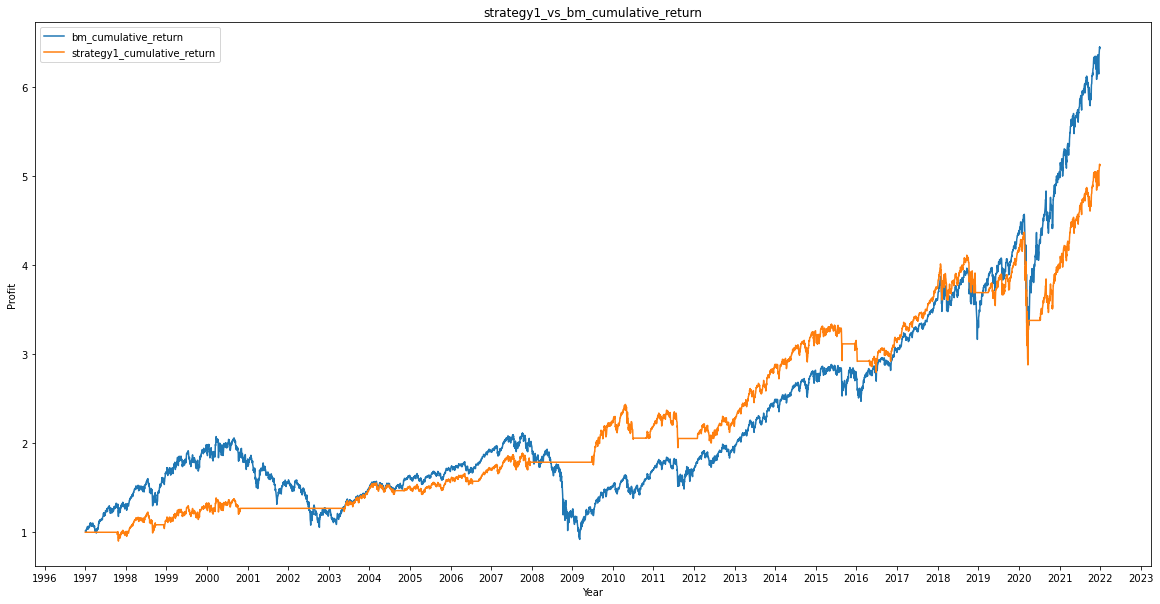 strategy1_vs_bm_cumulative_return
bm_cumulative_return
strategy1_cumulative_return
6
5
4
3
2
1
Profit
1996 1997 1998 1999 2000 2001 2002 2003 2004 2005 2006 2007 2008 2009 2010 2011 2012 2013 2014 2015 2016 2017 2018 2019 2020 2021 2022 2023
Year